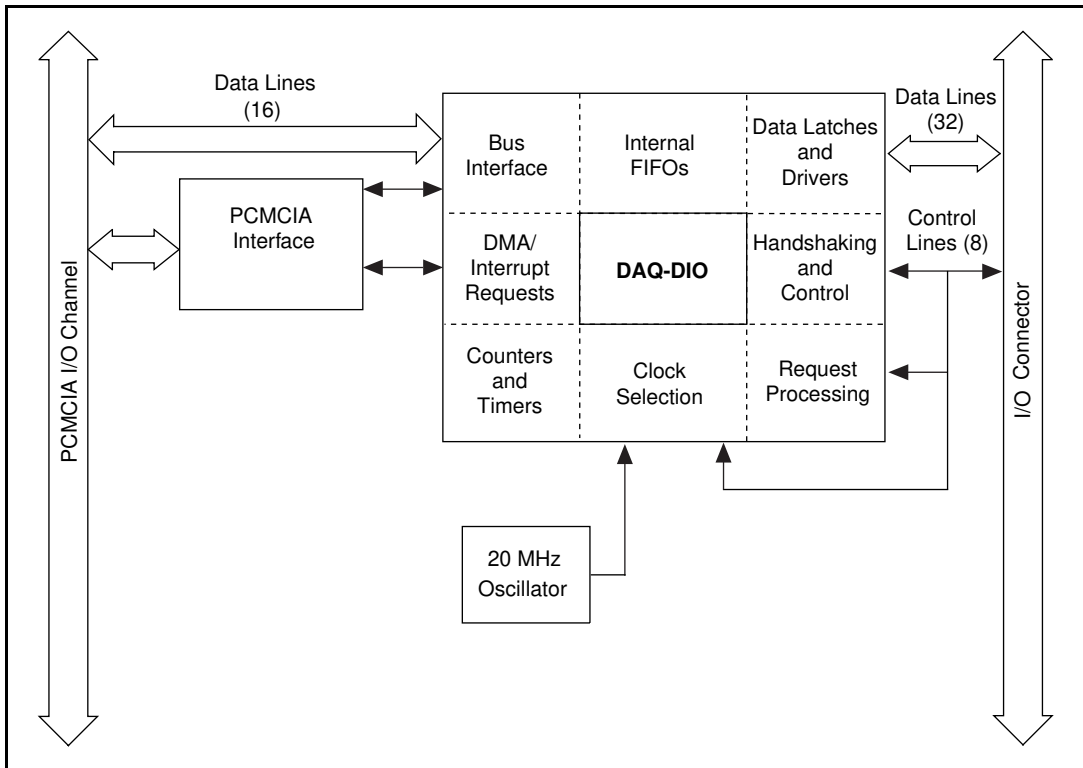 Data Lines
(16)
Data Lines
(32)
Bus
Interface
Internal
FIFOs
Data Latches
and
Drivers
PCMCIA
Interface
DMA/
Interrupt
Requests
DAQ-DIO
Handshaking
and
Control
Control
Lines (8)
Counters
and
Timers
Clock
Selection
Request
Processing
PCMCIA I/O Channel
I/O Connector
20 MHz
Oscillator